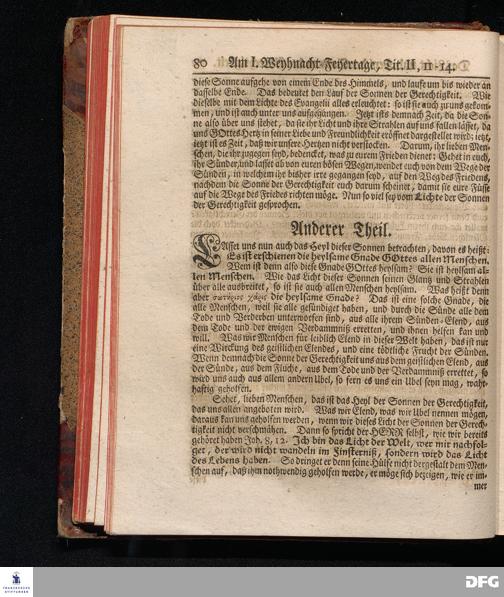 80 Am I. Weyhnacht Feyertage, Tit. II, 11-14.
diese Sonne aufgehe von einem Ende des Himmels, und lauffe um bis wieder an
dasselbe Ende. Das bedeutet den Lauf der Sonnen der Gerechtigkeit. Wie
dieselbe mit dem Lichte des Evangelii alles erleuchtet: so ist sie auch zu uns gekom-
men, und ist auch unter uns aufgegangen. Jetzt ists demnach Zeit, da die Son-
ne also über uns stehet, da sie ihr Licht und ihre Strahlen auf uns fallen lässet, da
uns GOttes Hertz in seiner Liebe und Freundlichkeit eröffnet dargestellet wird; ietzt,
ietzt ist es Zeit, daß wir unsere Hertzen nicht verstocken. Darum, ihr lieben Men-
schen, die ihr zugegen seyd, bedencket, was zu eurem Frieden dienet: Gehet in euch,
ihr Sünder, und lasset ab von euren bösen Wegen, wendet euch von dem Wege der
Sünden, in welchem ihr bisher irre gegangen seyd, auf den Weg des Friedens,
nachdem die Sonne der Gerechtigkeit euch darum scheinet, damit sie eure Füsse
auf die Wege des Friedes richten möge. Nun so viel sey vom Lichte der Sonnen
der Gerechtigkeit gesprochen.
Anderer Theil.
LAsset uns nun auch das Heyl dieser Sonnen betrachten, davon es heißt:
Es ist erschienen die heylsame Gnade GOttes allen Menschen.
Wem ist denn also diese Gnade GOttes heylsam? Sie ist heylsam al-
len Menschen. Wie das Licht dieser Sonnen seinen Glantz und Strahlen
über alle ausbreitet, so ist sie auch allen Menschen heylsam. Was heißt denn
aber σωτήριος χάρις die heylsame Gnade? Das ist eine solche Gnade, die
alle Menschen, weil sie alle gesündiget haben, und durch die Sünde alle dem
Tode und Verderben unterworfen sind, aus alle ihrem Sünden-Elend, aus
dem Tode und der ewigen Verdammniß erretten, und ihnen helfen kan und
will. Was wir Menschen für leiblich Elend in dieser Welt haben, das ist nur
eine Wirckung des geistlichen Elendes, und eine tödtliche Frucht der Sünden.
Wenn demnach die Sonne der Gerechtigkeit uns aus dem geistlichen Elend, aus
der Sünde, aus dem Fluche, aus dem Tode und der Verdammniß errettet, so
wird uns auch aus allem andern Ubel, so fern es uns ein Ubel seyn mag, wahr-
haftig geholfen.
Sehet, lieben Menschen, das ist das Heyl der Sonnen der Gerechtigkeit,
das uns allen angeboten wird. Was wir Elend, was wir Ubel nennen mögen,
daraus kan uns geholfen werden, wenn wir dieses Licht der Sonnen der Gerech-
tigkeit nicht verschmähen. Dann so spricht der HERR selbst, wie wir bereits
gehöret haben Joh. 8, 12. Ich bin das Licht der Welt, wer mir nachfol-
get, der wird nicht wandeln im Finsterniß, sondern wird das Licht
des Lebens haben. So dringet er denn seine Hülfe nicht dergestalt dem Men-
schen auf, daß ihm nothwendig geholfen werde, er möge sich bezeigen, wie er im-
mer
FRANCKESCHE
STIFTUNGEN
DFG